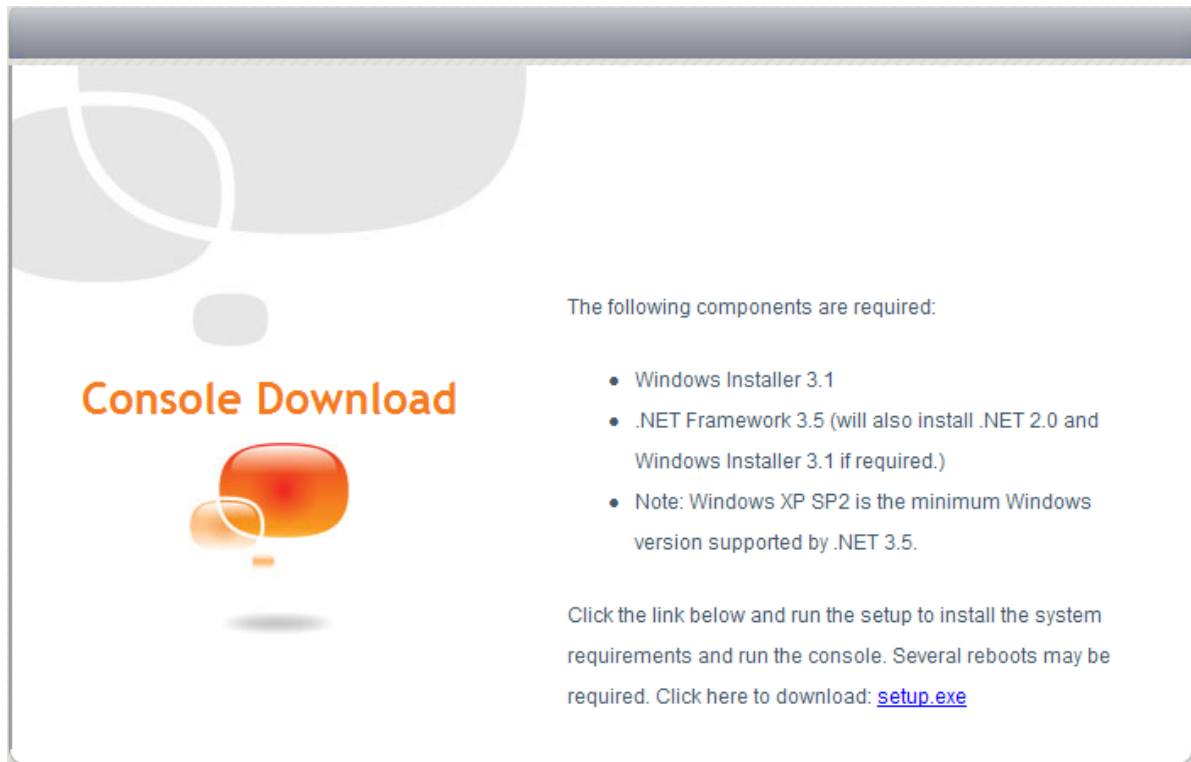 Console Download
The following components are required:
● Windows Installer 3.1
● .NET Framework 3.5 (will also install .NET 2.0 and
Windows Installer 3.1 if required.)
● Note: Windows XP SP2 is the minimum Windows
version supported by .NET 3.5.
Click the link below and run the setup to install the system
requirements and run the console. Several reboots may be
required. Click here to download: setup.exe